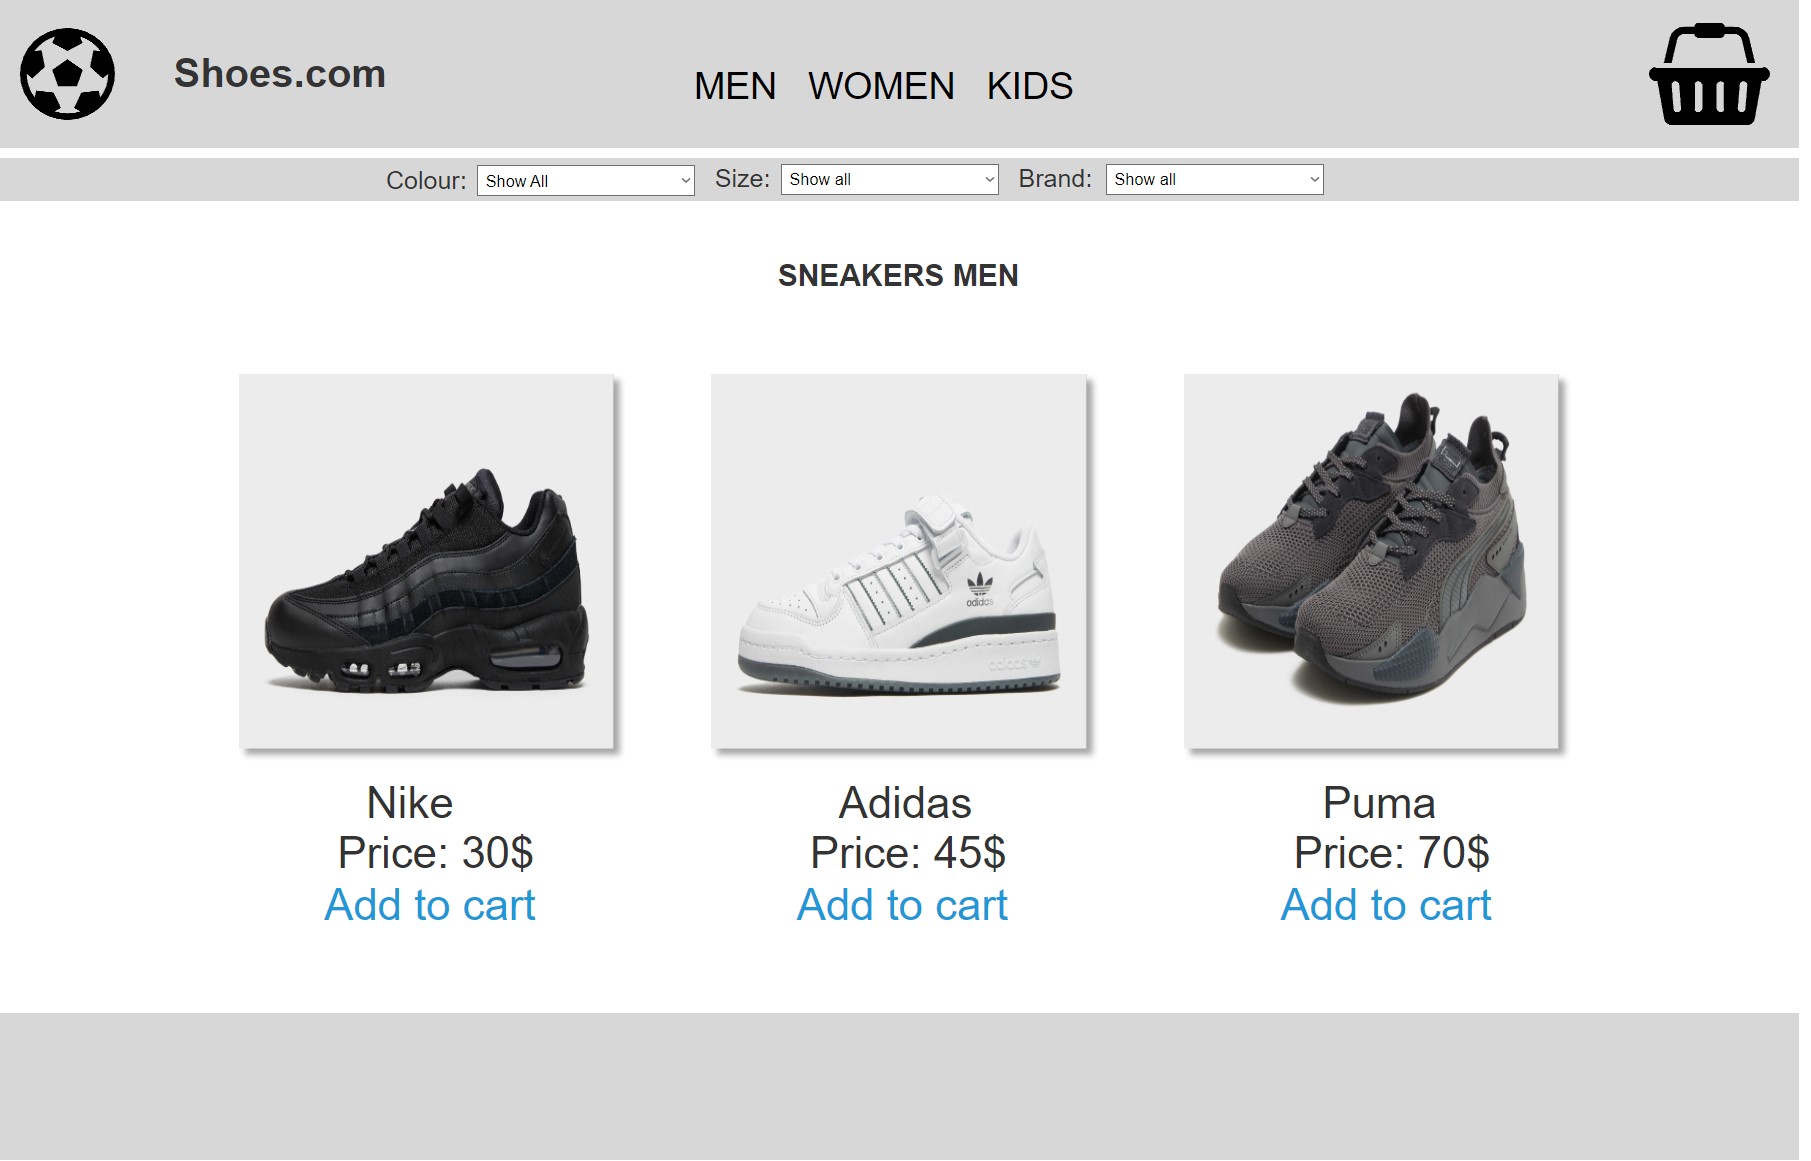 Shoes.com
MEN WOMEN KIDS
Colour: Show All Size: Show all Brand: Show all
SNEAKERS MEN
adidas
adidas
Nike Adidas Puma
Price: 30$ Price: 45$ Price: 70$
Add to cart Add to cart Add to cart